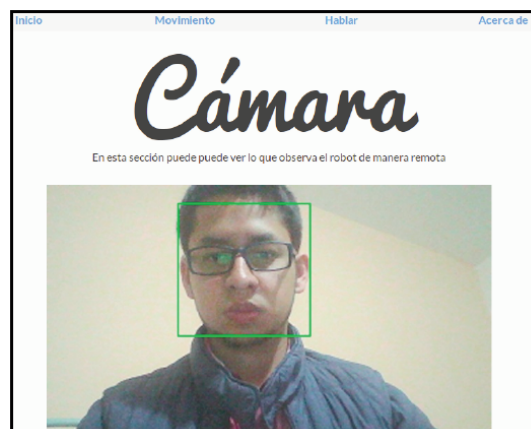 Inicio Movimiento Hablar Acerca de
Cámara
En esta sección puede puede ver lo que observa el robot de manera remota